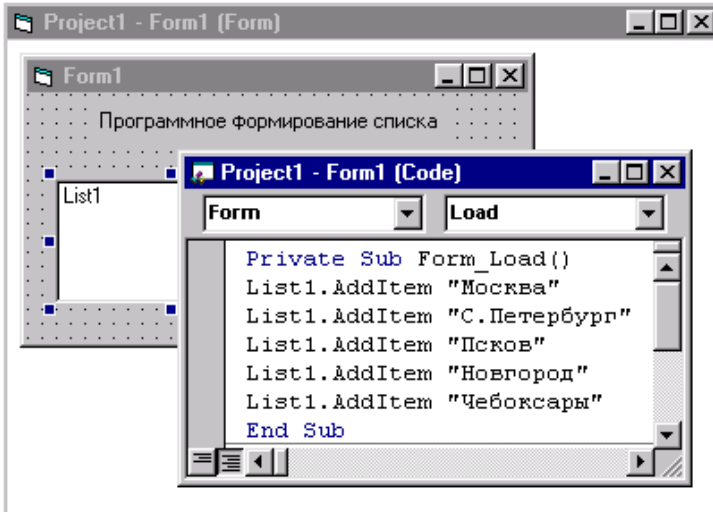 Project1 - Form1 (Form)
Form1
Программное формирование списка
List1
Project1 - Form1 (Code)
Form Load
Private Sub Form_Load()
List1.AddItem "Москва"
List1.AddItem "С.Петербург"
List1.AddItem "Псков"
List1.AddItem "Новгород"
List1.AddItem "Чебоксары"
End Sub